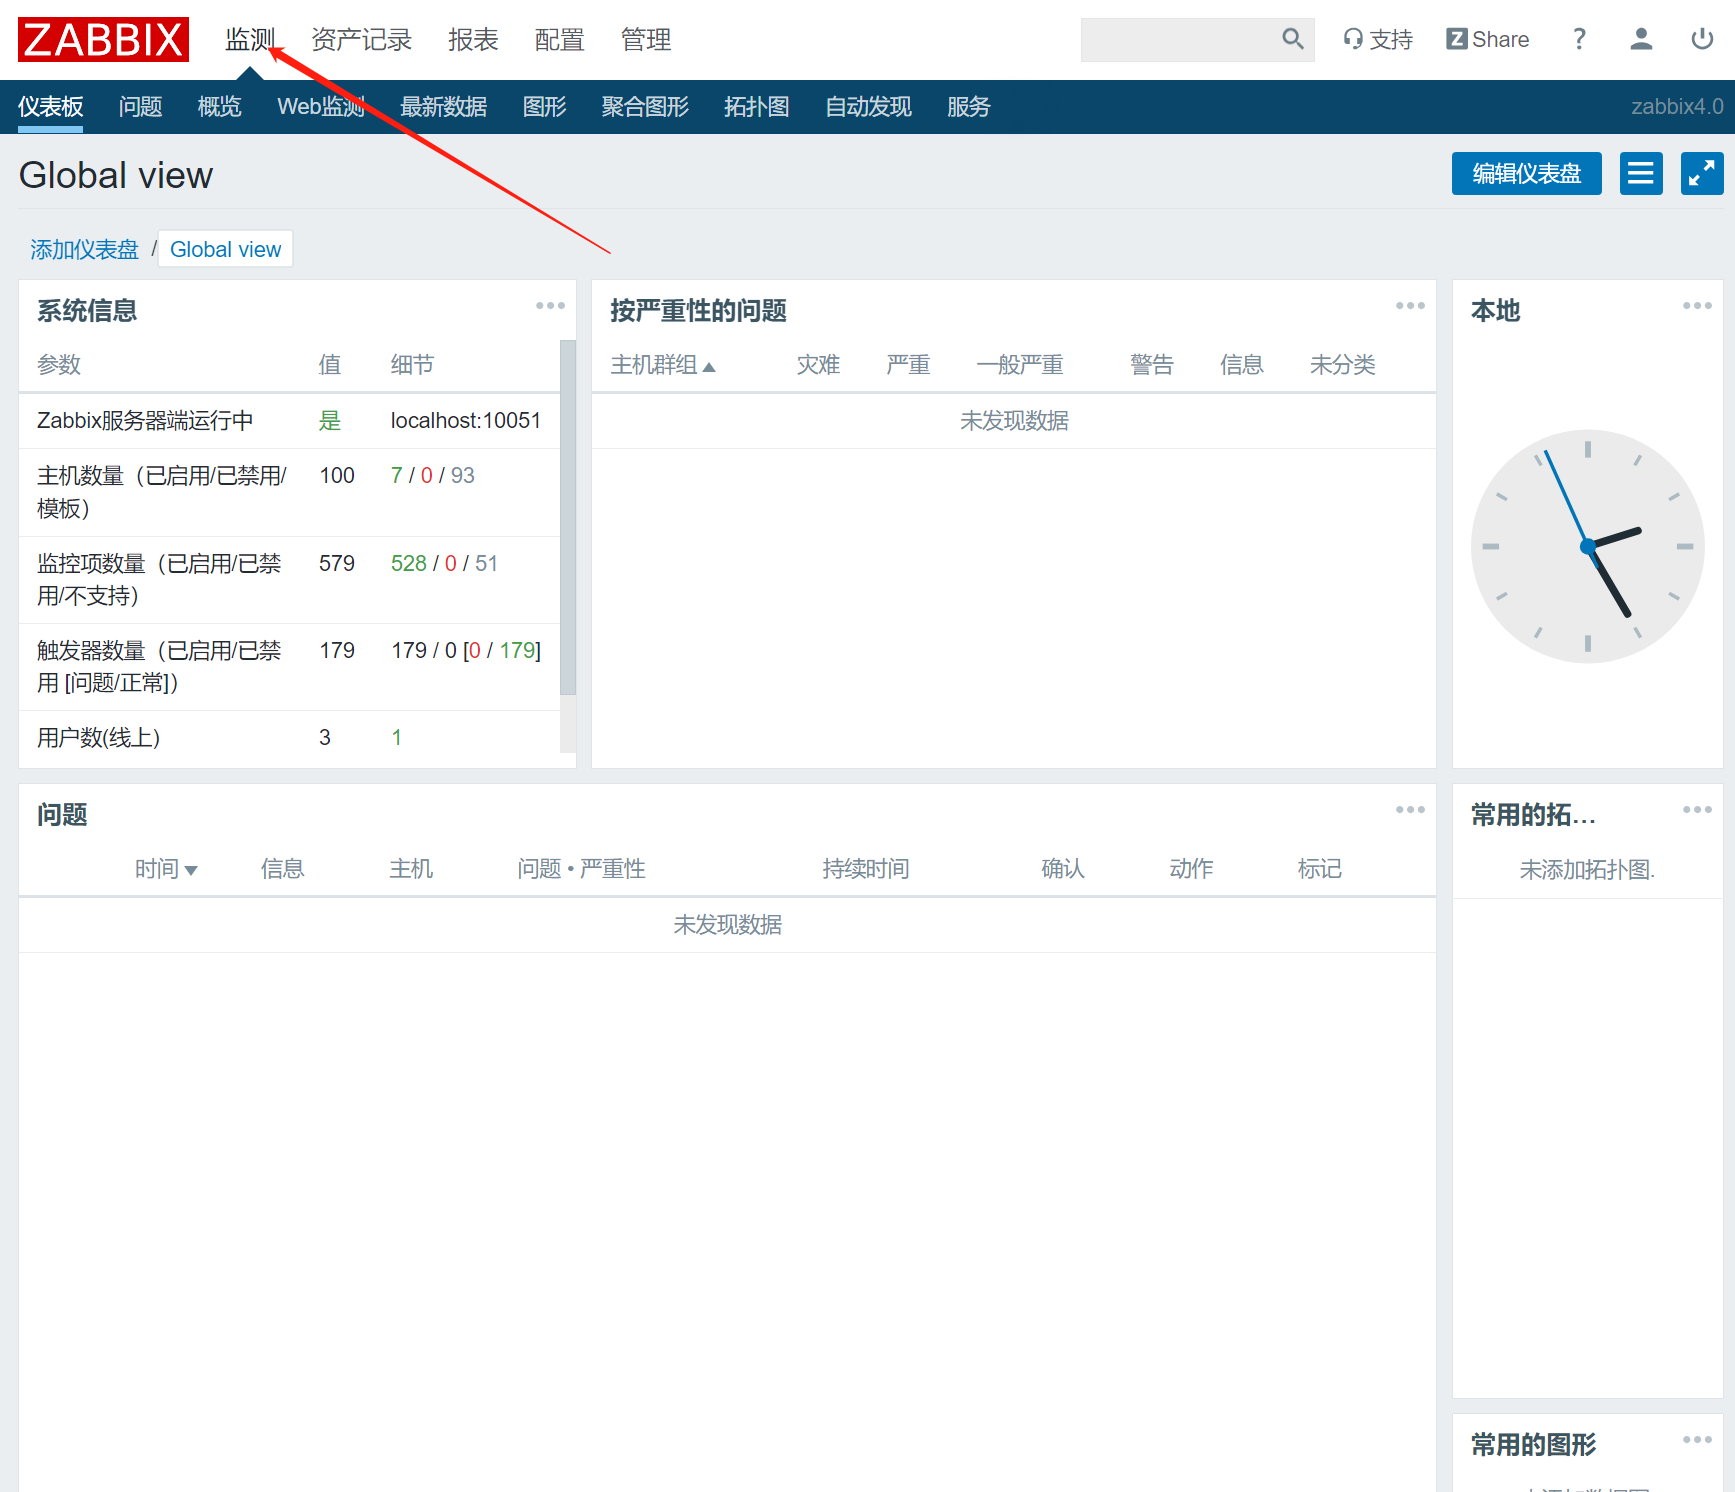 ZABBIX 监测 资产记录 报表 配置 管理 支持 Z Share ?
仪表板 问题 概览 Web监测 最新数据 图形 聚合图形 拓扑图 自动发现 服务 zabbix4.0
Global view 编辑仪表盘
添加仪表盘 / Global view
系统信息
参数 值 细节
Zabbix服务器端运行中 是 localhost:10051
主机数量（已启用/已禁用/ 100 7 / 0 / 93
模板）
监控项数量（已启用/已禁 579 528 / 0 / 51
用/不支持）
触发器数量（已启用/已禁 179 179 / 0 [0 / 179]
用 [问题/正常]）
用户数(线上) 3 1
按严重性的问题
主机群组▲ 灾难 严重 一般严重 警告 信息 未分类
未发现数据
本地
问题
时间▼ 信息 主机 问题 • 严重性 持续时间 确认 动作 标记
未发现数据
常用的拓...
未添加拓扑图.
常用的图形